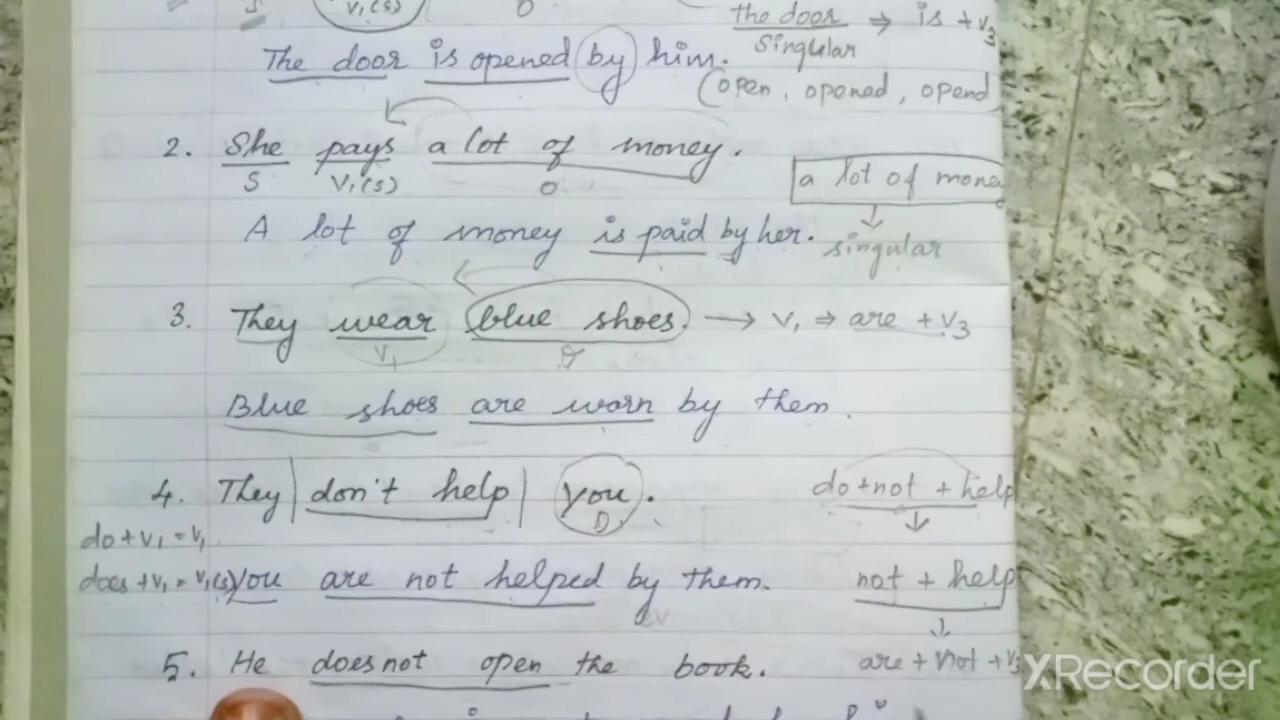 S V₁(s) O the door ⇒ is + v₃
singular
The door is opened by him.
(open, opened, opend
2. She pays a lot of money.
S V₁(s) O a lot of money
A lot of money is paid by her. singular
3. They wear blue shoes. → V₁ ⇒ are + v₃
V₁ O
Blue shoes are worn by them.
4. They don't help you. do+not + help
O
do + v₁ = v₁
does + v₁ = v₁(s) you are not helped by them. not + help
5. He does not open the book. are + not + v₃
XRecorder